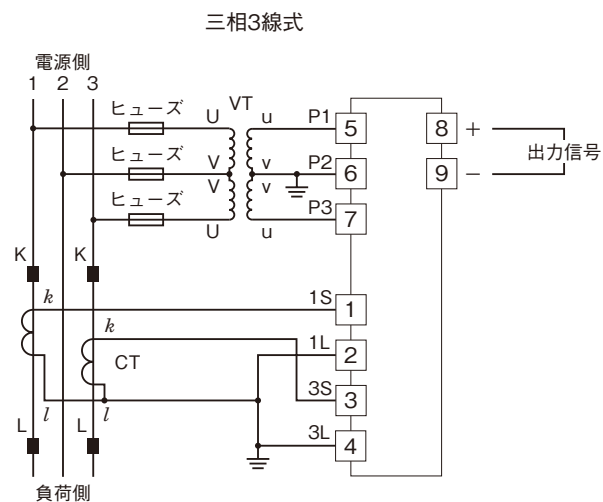 三相3線式
電源側
1 2 3
ヒューズ
U VT u P1 5
8 +
ヒューズ
V v P2 6
V v
9 −
出力信号
ヒューズ
U u P3 7
K K
k 1S 1
k 1L 2
CT
3S 3
l l
L L 3L 4
負荷側